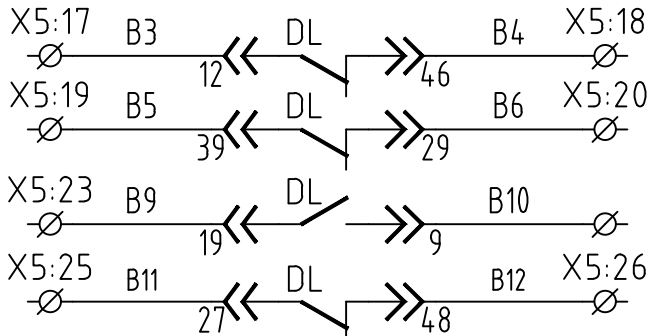 X5:17 B3 DL B4 X5:18
12 46
X5:19 B5 DL B6 X5:20
39 29
X5:23 B9 DL B10
19 9
X5:25 B11 DL B12 X5:26
27 48